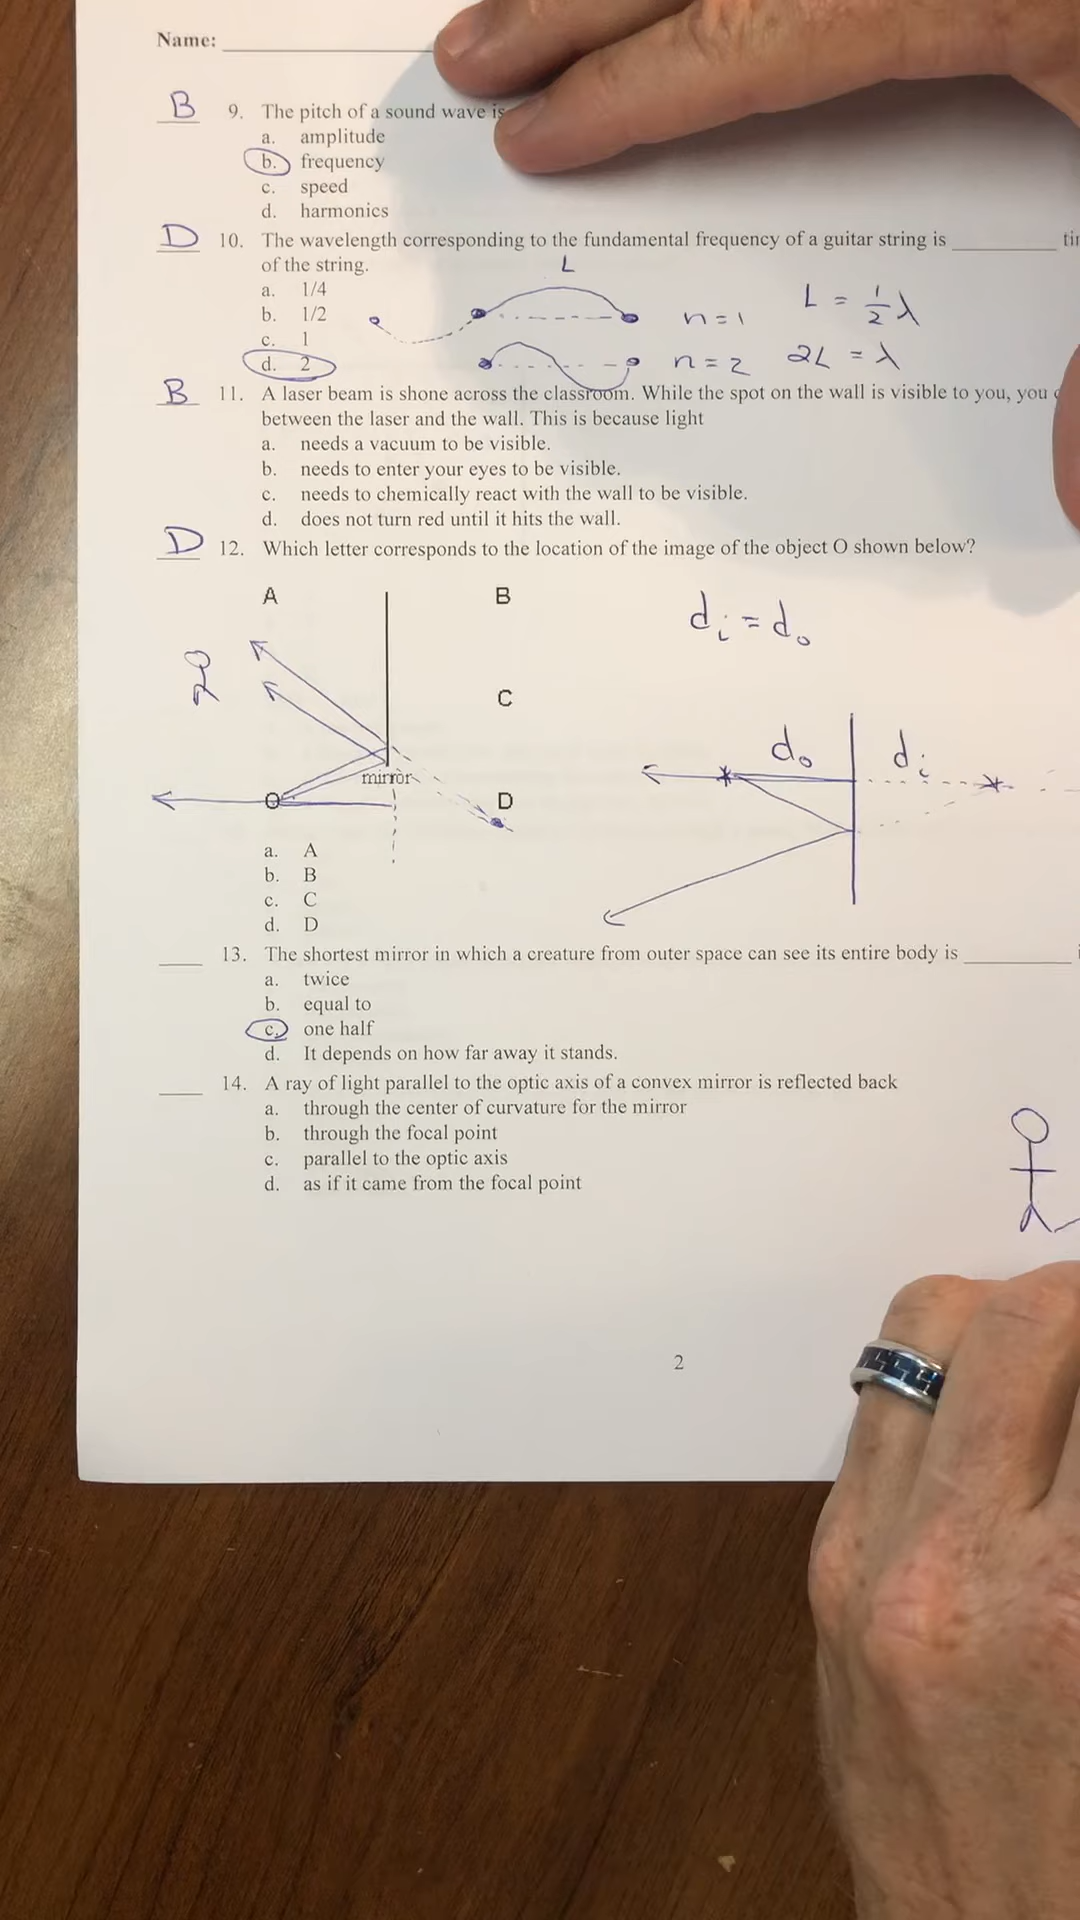 Name:
B 9. The pitch of a sound wave is
a. amplitude
b. frequency
c. speed
d. harmonics
D 10. The wavelength corresponding to the fundamental frequency of a guitar string is
of the string.
L
a. 1/4
b. 1/2
c. 1
d. 2
n=1 L = 1/2 λ
n=2 2L = λ
B 11. A laser beam is shone across the classroom. While the spot on the wall is visible to you, you
between the laser and the wall. This is because light
a. needs a vacuum to be visible.
b. needs to enter your eyes to be visible.
c. needs to chemically react with the wall to be visible.
d. does not turn red until it hits the wall.
D 12. Which letter corresponds to the location of the image of the object O shown below?
A B
di = do
C
do di
mirror
O D
a. A
b. B
c. C
d. D
13. The shortest mirror in which a creature from outer space can see its entire body is
a. twice
b. equal to
c. one half
d. It depends on how far away it stands.
14. A ray of light parallel to the optic axis of a convex mirror is reflected back
a. through the center of curvature for the mirror
b. through the focal point
c. parallel to the optic axis
d. as if it came from the focal point
2